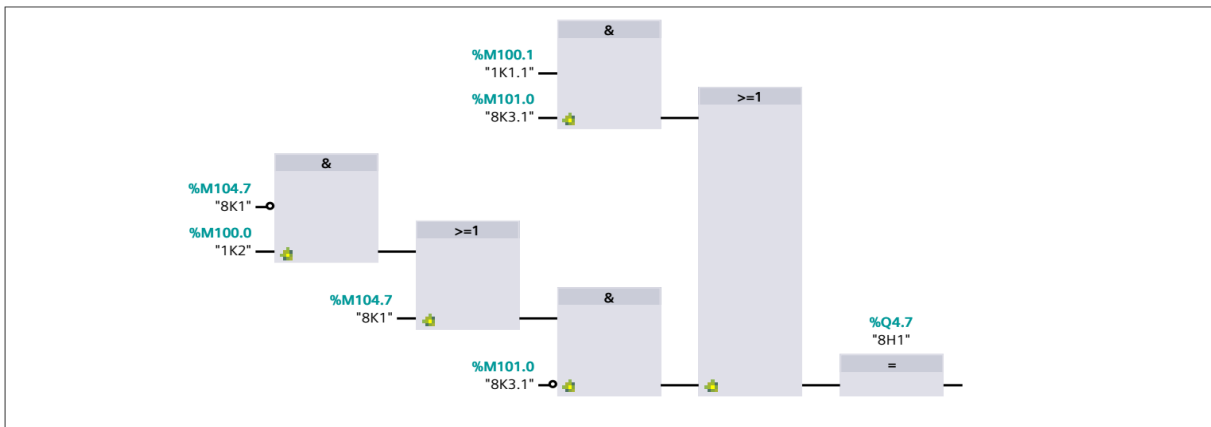 &
%M100.1
"1K1.1"
%M101.0
"8K3.1"
>=1
&
%M104.7
"8K1"
%M100.0
"1K2"
>=1
%M104.7
"8K1"
&
%M101.0
"8K3.1"
%Q4.7
"8H1"
=